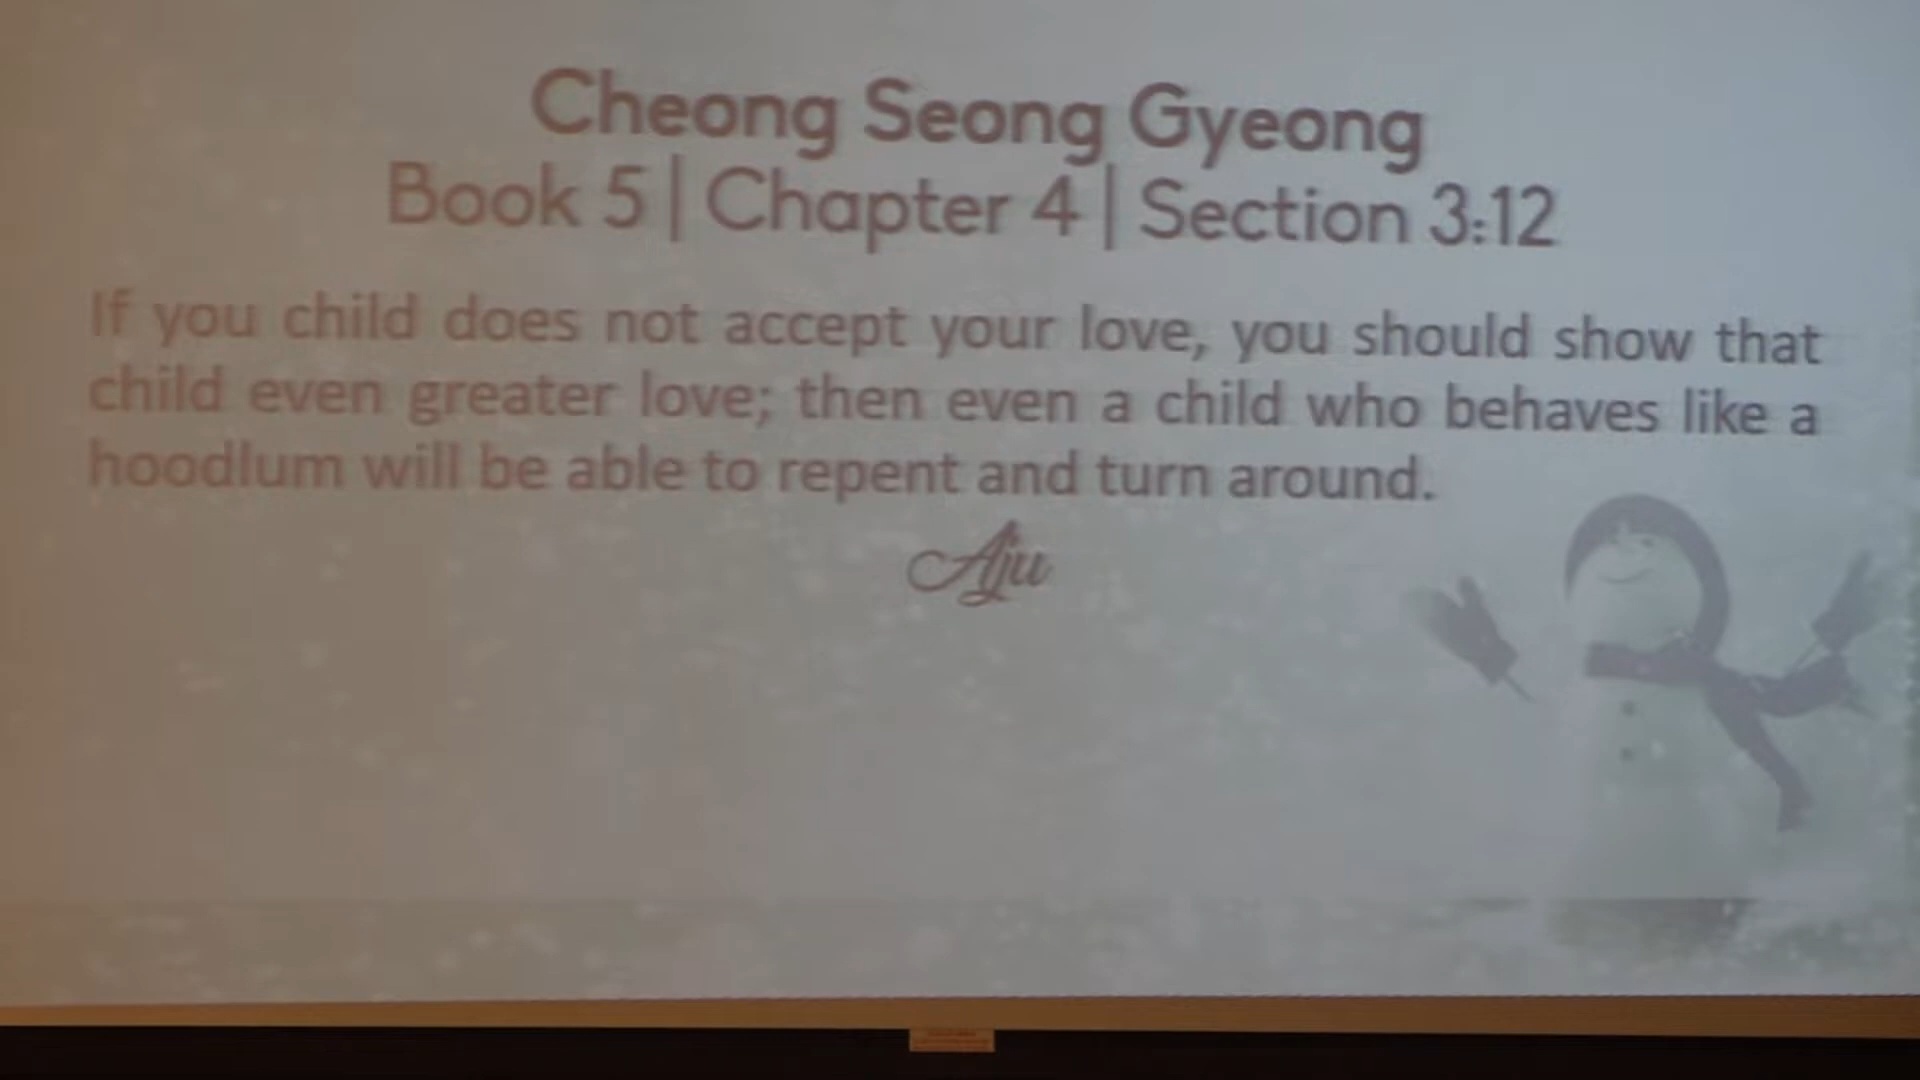 Cheong Seong Gyeong
Book 5 | Chapter 4 | Section 3:12
If you child does not accept your love, you should show that
child even greater love; then even a child who behaves like a
hoodlum will be able to repent and turn around.
Aju